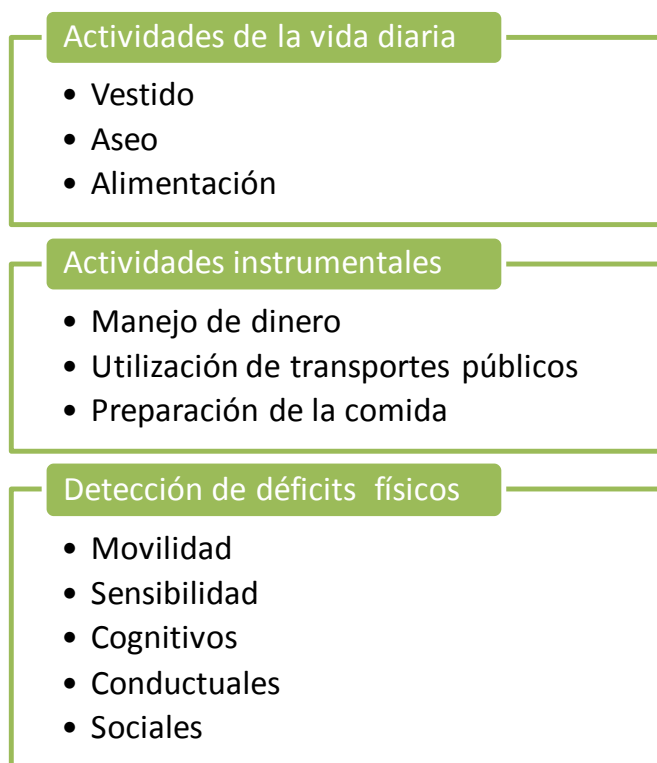 Actividades de la vida diaria
• Vestido
• Aseo
• Alimentación
Actividades instrumentales
• Manejo de dinero
• Utilización de transportes públicos
• Preparación de la comida
Detección de déficits físicos
• Movilidad
• Sensibilidad
• Cognitivos
• Conductuales
• Sociales